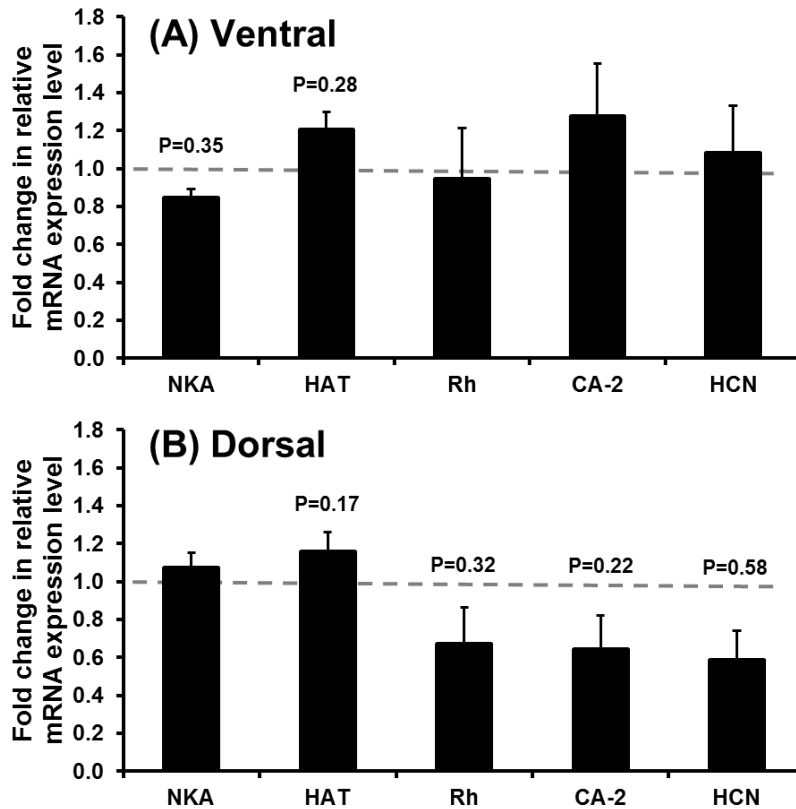 (A) Ventral
Fold change in relative
mRNA expression level
1.8
1.6
1.4
1.2
1.0
0.8
0.6
0.4
0.2
0.0
P=0.35
P=0.28
NKA HAT Rh CA-2 HCN
(B) Dorsal
Fold change in relative
mRNA expression level
1.8
1.6
1.4
1.2
1.0
0.8
0.6
0.4
0.2
0.0
P=0.17
P=0.32 P=0.22 P=0.58
NKA HAT Rh CA-2 HCN